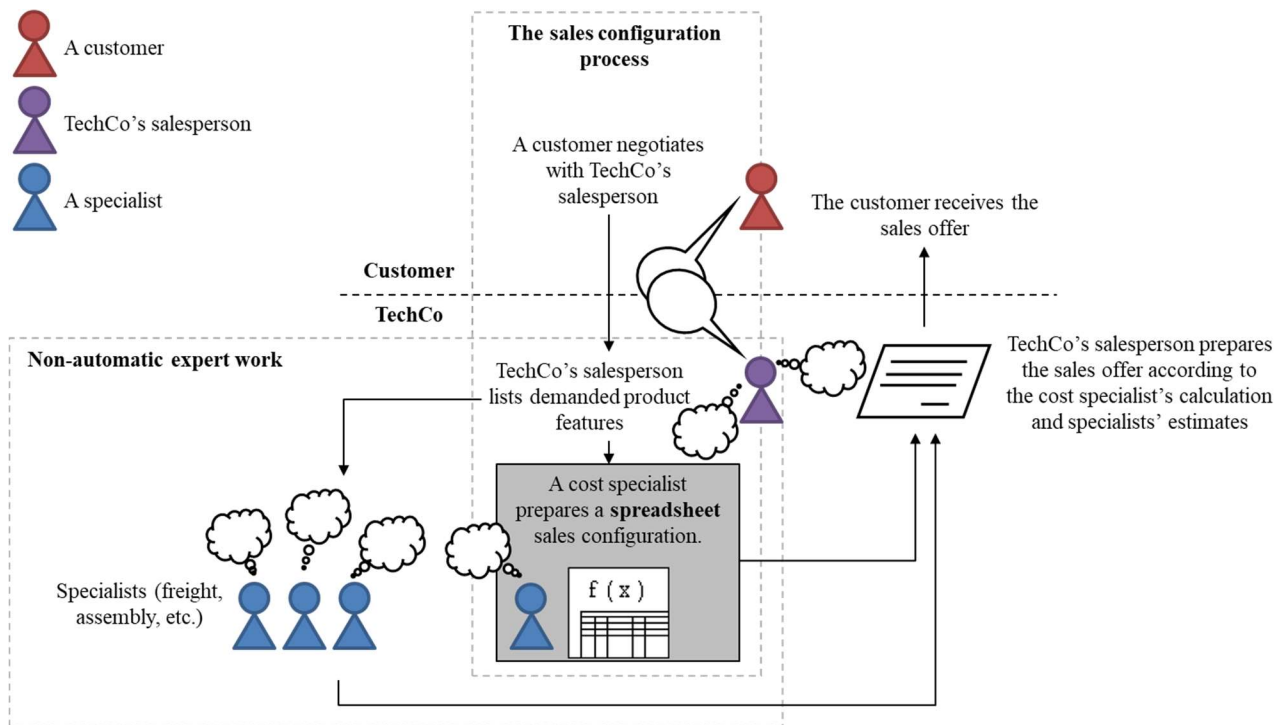 A customer
TechCo's salesperson
A specialist
The sales configuration
process
A customer negotiates
with TechCo's
salesperson
The customer receives the
sales offer
Customer
TechCo
Non-automatic expert work
TechCo's salesperson
lists demanded product
features
TechCo's salesperson prepares
the sales offer according to
the cost specialist's calculation
and specialists' estimates
A cost specialist
prepares a spreadsheet
sales configuration.
f ( x )
Specialists (freight,
assembly, etc.)